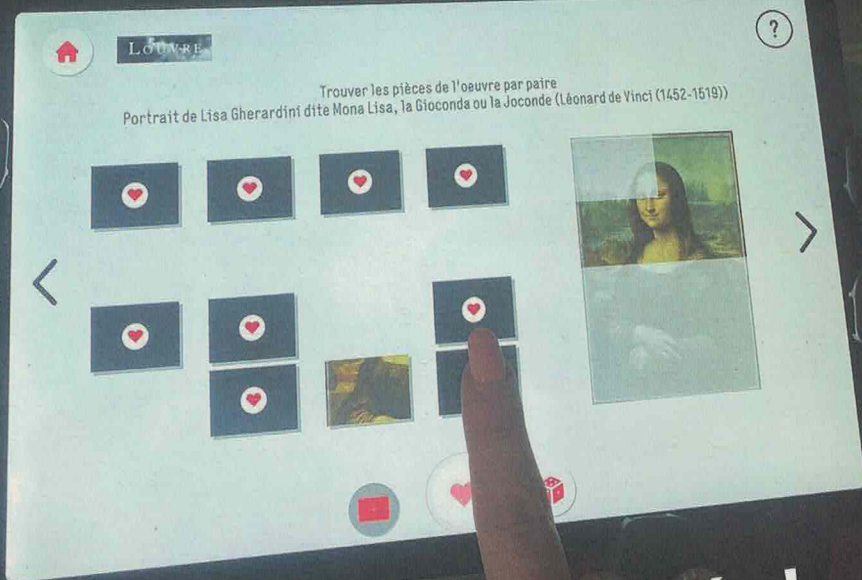 LOUVRE
?
Trouver les pièces de l'oeuvre par paire
Portrait de Lisa Gherardini dite Mona Lisa, la Gioconda ou la Joconde (Léonard de Vinci (1452-1519))